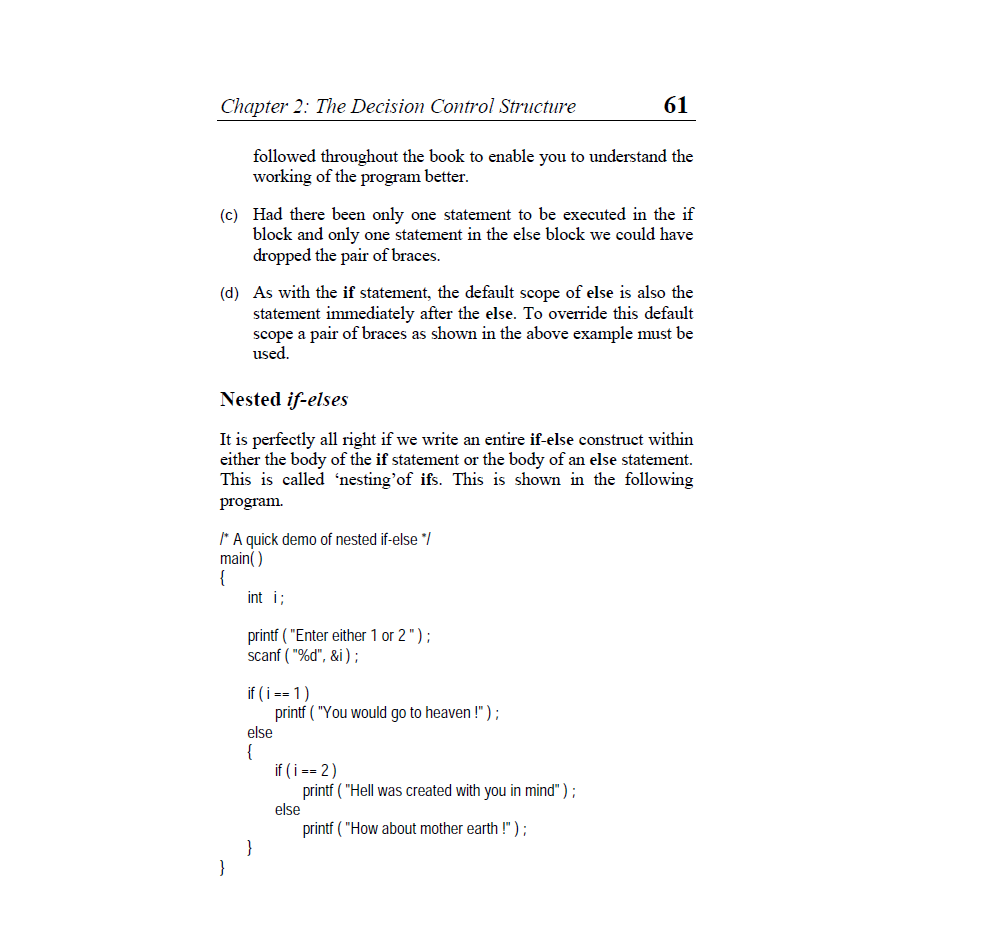 Chapter 2: The Decision Control Structure 61
followed throughout the book to enable you to understand the
working of the program better.
(c) Had there been only one statement to be executed in the if
block and only one statement in the else block we could have
dropped the pair of braces.
(d) As with the if statement, the default scope of else is also the
statement immediately after the else. To override this default
scope a pair of braces as shown in the above example must be
used.
Nested if-elses
It is perfectly all right if we write an entire if-else construct within
either the body of the if statement or the body of an else statement.
This is called ‘nesting’of ifs. This is shown in the following
program.
/* A quick demo of nested if-else */
main( )
{
int i ;
printf ( "Enter either 1 or 2 " ) ;
scanf ( "%d", &i ) ;
if ( i == 1 )
printf ( "You would go to heaven !" ) ;
else
{
if ( i == 2 )
printf ( "Hell was created with you in mind" ) ;
else
printf ( "How about mother earth !" ) ;
}
}